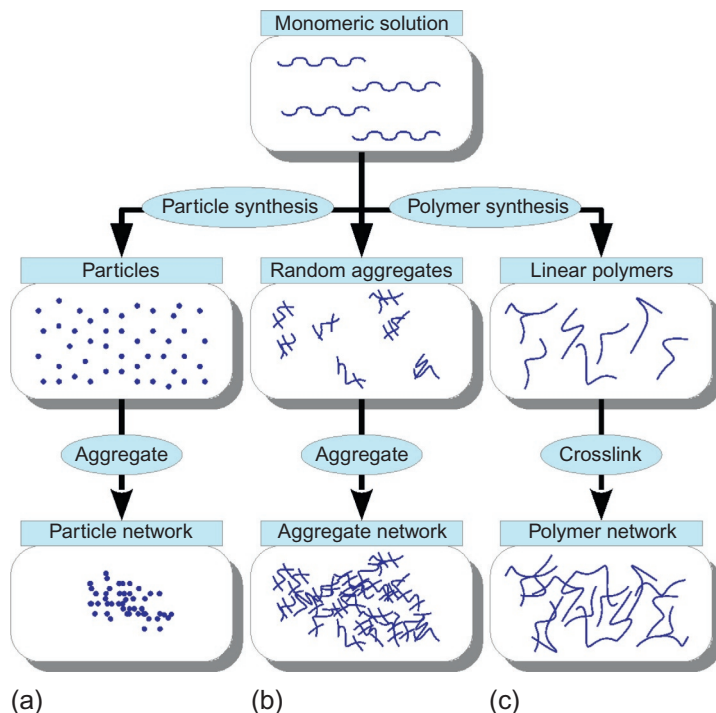 Monomeric solution
Particle synthesis
Polymer synthesis
Particles
Random aggregates
Linear polymers
Aggregate
Aggregate
Crosslink
Particle network
Aggregate network
Polymer network
(a)
(b)
(c)